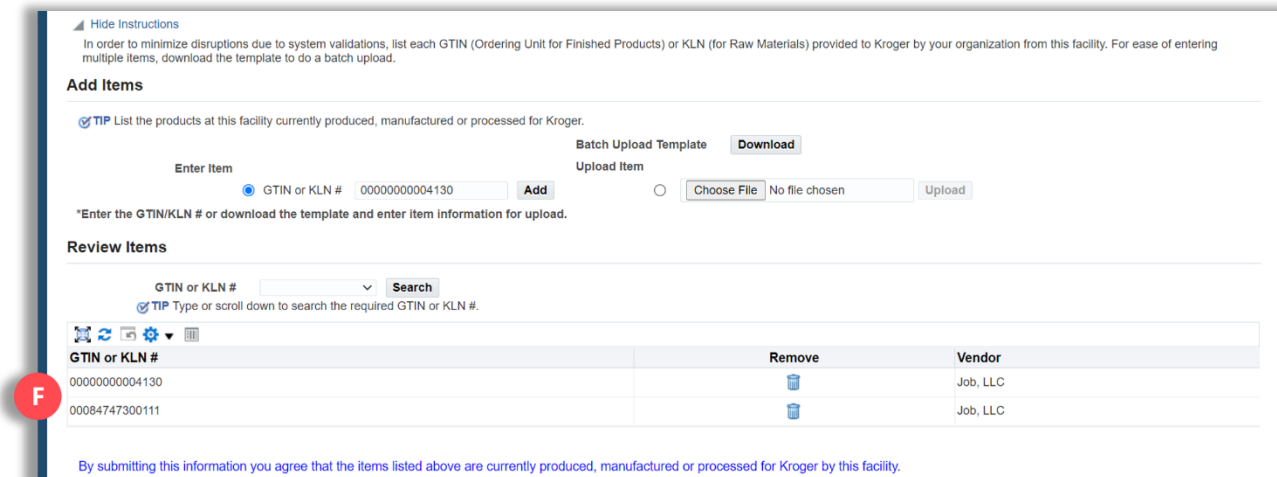 Hide Instructions
In order to minimize disruptions due to system validations, list each GTIN (Ordering Unit for Finished Products) or KLN (for Raw Materials) provided to Kroger by your organization from this facility. For ease of entering
multiple items, download the template to do a batch upload.
Add Items
TIP List the products at this facility currently produced, manufactured or processed for Kroger.
Batch Upload Template Download
Enter Item Upload Item
GTIN or KLN # 00000000004130 Add Choose File No file chosen Upload
*Enter the GTIN/KLN # or download the template and enter item information for upload.
Review Items
GTIN or KLN # Search
TIP Type or scroll down to search the required GTIN or KLN #.
GTIN or KLN # Remove Vendor
00000000004130 Job, LLC
F
00084747300111 Job, LLC
By submitting this information you agree that the items listed above are currently produced, manufactured or processed for Kroger by this facility.